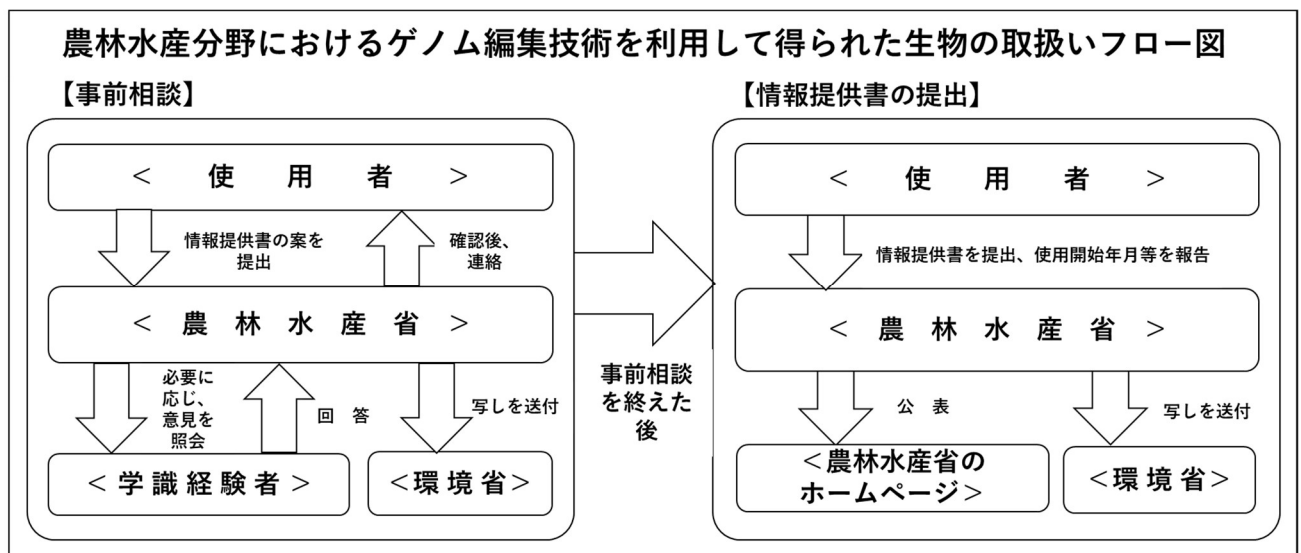 農林水産分野におけるゲノム編集技術を利用して得られた生物の取扱いフロー図
【事前相談】
＜ 使 用 者 ＞
情報提供書の案を
提出
確認後、
連絡
＜ 農 林 水 産 省 ＞
必要に
応じ、
意見を
照会
回 答
写しを送付
＜学識経験者＞
＜環境省＞
事前相談
を終えた
後
【情報提供書の提出】
＜ 使 用 者 ＞
情報提供書を提出、使用開始年月等を報告
＜ 農 林 水 産 省 ＞
公 表
写しを送付
＜農林水産省の
ホームページ＞
＜環境省＞